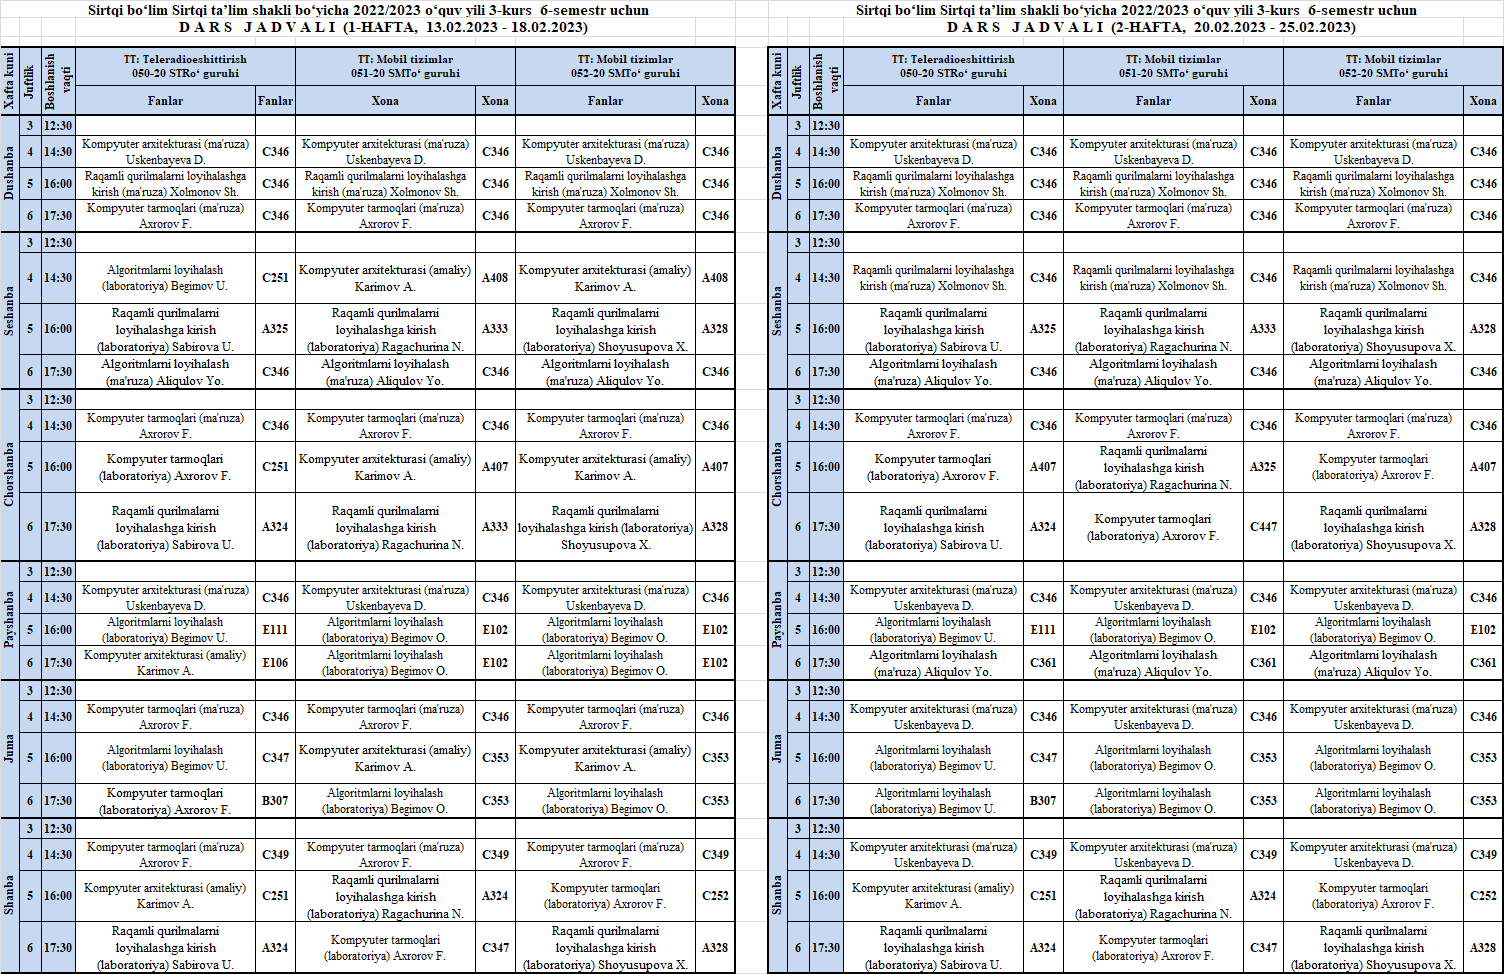 Sirtqi bo‘lim Sirtqi ta’lim shakli bo‘yicha 2022/2023 o‘quv yili 3-kurs 6-semestr uchun
D A R S J A D V A L I (1-HAFTA, 13.02.2023 - 18.02.2023)
Xafta kuni
Juftlik
Boshlanish vaqti
TT: Teleradioeshittirish
050-20 STRo‘ guruhi
TT: Mobil tizimlar
051-20 SMTo‘ guruhi
TT: Mobil tizimlar
052-20 SMTo‘ guruhi
Fanlar Fanlar Xona Xona Fanlar Xona
Dushanba
3 12:30
4 14:30 Kompyuter arxitekturasi (ma'ruza) Uskenbayeva D. C346 Kompyuter arxitekturasi (ma'ruza) Uskenbayeva D. C346 Kompyuter arxitekturasi (ma'ruza) Uskenbayeva D. C346
5 16:00 Raqamli qurilmalarni loyihalashga kirish (ma'ruza) Xolmonov Sh. C346 Raqamli qurilmalarni loyihalashga kirish (ma'ruza) Xolmonov Sh. C346 Raqamli qurilmalarni loyihalashga kirish (ma'ruza) Xolmonov Sh. C346
6 17:30 Kompyuter tarmoqlari (ma'ruza) Axrorov F. C346 Kompyuter tarmoqlari (ma'ruza) Axrorov F. C346 Kompyuter tarmoqlari (ma'ruza) Axrorov F. C346
Seshanba
3 12:30
4 14:30 Algoritmlarni loyihalash (laboratoriya) Begimov U. C251 Kompyuter arxitekturasi (amaliy) Karimov A. A408 Kompyuter arxitekturasi (amaliy) Karimov A. A408
5 16:00 Raqamli qurilmalarni loyihalashga kirish (laboratoriya) Sabirova U. A325 Raqamli qurilmalarni loyihalashga kirish (laboratoriya) Ragachurina N. A333 Raqamli qurilmalarni loyihalashga kirish (laboratoriya) Shoyusupova X. A328
6 17:30 Algoritmlarni loyihalash (ma'ruza) Aliqulov Yo. C346 Algoritmlarni loyihalash (ma'ruza) Aliqulov Yo. C346 Algoritmlarni loyihalash (ma'ruza) Aliqulov Yo. C346
Chorshanba
3 12:30
4 14:30 Kompyuter tarmoqlari (ma'ruza) Axrorov F. C346 Kompyuter tarmoqlari (ma'ruza) Axrorov F. C346 Kompyuter tarmoqlari (ma'ruza) Axrorov F. C346
5 16:00 Kompyuter tarmoqlari (laboratoriya) Axrorov F. C251 Kompyuter arxitekturasi (amaliy) Karimov A. A407 Kompyuter arxitekturasi (amaliy) Karimov A. A407
6 17:30 Raqamli qurilmalarni loyihalashga kirish (laboratoriya) Sabirova U. A324 Raqamli qurilmalarni loyihalashga kirish (laboratoriya) Ragachurina N. A333 Raqamli qurilmalarni loyihalashga kirish (laboratoriya) Shoyusupova X. A328
Payshanba
3 12:30
4 14:30 Kompyuter arxitekturasi (ma'ruza) Uskenbayeva D. C346 Kompyuter arxitekturasi (ma'ruza) Uskenbayeva D. C346 Kompyuter arxitekturasi (ma'ruza) Uskenbayeva D. C346
5 16:00 Algoritmlarni loyihalash (laboratoriya) Begimov U. E111 Algoritmlarni loyihalash (laboratoriya) Begimov O. E102 Algoritmlarni loyihalash (laboratoriya) Begimov O. E102
6 17:30 Kompyuter arxitekturasi (amaliy) Karimov A. E106 Algoritmlarni loyihalash (laboratoriya) Begimov O. E102 Algoritmlarni loyihalash (laboratoriya) Begimov O. E102
Juma
3 12:30
4 14:30 Kompyuter tarmoqlari (ma'ruza) Axrorov F. C346 Kompyuter tarmoqlari (ma'ruza) Axrorov F. C346 Kompyuter tarmoqlari (ma'ruza) Axrorov F. C346
5 16:00 Algoritmlarni loyihalash (laboratoriya) Begimov U. C347 Kompyuter arxitekturasi (amaliy) Karimov A. C353 Kompyuter arxitekturasi (amaliy) Karimov A. C353
6 17:30 Kompyuter tarmoqlari (laboratoriya) Axrorov F. B307 Algoritmlarni loyihalash (laboratoriya) Begimov O. C353 Algoritmlarni loyihalash (laboratoriya) Begimov O. C353
Shanba
3 12:30
4 14:30 Kompyuter tarmoqlari (ma'ruza) Axrorov F. C349 Kompyuter tarmoqlari (ma'ruza) Axrorov F. C349 Kompyuter tarmoqlari (ma'ruza) Axrorov F. C349
5 16:00 Kompyuter arxitekturasi (amaliy) Karimov A. C251 Raqamli qurilmalarni loyihalashga kirish (laboratoriya) Ragachurina N. A324 Kompyuter tarmoqlari (laboratoriya) Axrorov F. C252
6 17:30 Raqamli qurilmalarni loyihalashga kirish (laboratoriya) Sabirova U. A324 Kompyuter tarmoqlari (laboratoriya) Axrorov F. C347 Raqamli qurilmalarni loyihalashga kirish (laboratoriya) Shoyusupova X. A328
Sirtqi bo‘lim Sirtqi ta’lim shakli bo‘yicha 2022/2023 o‘quv yili 3-kurs 6-semestr uchun
D A R S J A D V A L I (2-HAFTA, 20.02.2023 - 25.02.2023)
Xafta kuni
Juftlik
Boshlanish vaqti
TT: Teleradioeshittirish
050-20 STRo‘ guruhi
TT: Mobil tizimlar
051-20 SMTo‘ guruhi
TT: Mobil tizimlar
052-20 SMTo‘ guruhi
Fanlar Xona Fanlar Xona Fanlar Xona
Dushanba
3 12:30
4 14:30 Kompyuter arxitekturasi (ma'ruza) Uskenbayeva D. C346 Kompyuter arxitekturasi (ma'ruza) Uskenbayeva D. C346 Kompyuter arxitekturasi (ma'ruza) Uskenbayeva D. C346
5 16:00 Raqamli qurilmalarni loyihalashga kirish (ma'ruza) Xolmonov Sh. C346 Raqamli qurilmalarni loyihalashga kirish (ma'ruza) Xolmonov Sh. C346 Raqamli qurilmalarni loyihalashga kirish (ma'ruza) Xolmonov Sh. C346
6 17:30 Kompyuter tarmoqlari (ma'ruza) Axrorov F. C346 Kompyuter tarmoqlari (ma'ruza) Axrorov F. C346 Kompyuter tarmoqlari (ma'ruza) Axrorov F. C346
Seshanba
3 12:30
4 14:30 Raqamli qurilmalarni loyihalashga kirish (ma'ruza) Xolmonov Sh. C346 Raqamli qurilmalarni loyihalashga kirish (ma'ruza) Xolmonov Sh. C346 Raqamli qurilmalarni loyihalashga kirish (ma'ruza) Xolmonov Sh. C346
5 16:00 Raqamli qurilmalarni loyihalashga kirish (laboratoriya) Sabirova U. A325 Raqamli qurilmalarni loyihalashga kirish (laboratoriya) Ragachurina N. A333 Raqamli qurilmalarni loyihalashga kirish (laboratoriya) Shoyusupova X. A328
6 17:30 Algoritmlarni loyihalash (ma'ruza) Aliqulov Yo. C346 Algoritmlarni loyihalash (ma'ruza) Aliqulov Yo. C346 Algoritmlarni loyihalash (ma'ruza) Aliqulov Yo. C346
Chorshanba
3 12:30
4 14:30 Kompyuter tarmoqlari (ma'ruza) Axrorov F. C346 Kompyuter tarmoqlari (ma'ruza) Axrorov F. C346 Kompyuter tarmoqlari (ma'ruza) Axrorov F. C346
5 16:00 Kompyuter tarmoqlari (laboratoriya) Axrorov F. A407 Raqamli qurilmalarni loyihalashga kirish (laboratoriya) Ragachurina N. A325 Kompyuter tarmoqlari (laboratoriya) Axrorov F. A407
6 17:30 Raqamli qurilmalarni loyihalashga kirish (laboratoriya) Sabirova U. A324 Kompyuter tarmoqlari (laboratoriya) Axrorov F. C447 Raqamli qurilmalarni loyihalashga kirish (laboratoriya) Shoyusupova X. A328
Payshanba
3 12:30
4 14:30 Kompyuter arxitekturasi (ma'ruza) Uskenbayeva D. C346 Kompyuter arxitekturasi (ma'ruza) Uskenbayeva D. C346 Kompyuter arxitekturasi (ma'ruza) Uskenbayeva D. C346
5 16:00 Algoritmlarni loyihalash (laboratoriya) Begimov U. E111 Algoritmlarni loyihalash (laboratoriya) Begimov O. E102 Algoritmlarni loyihalash (laboratoriya) Begimov O. E102
6 17:30 Algoritmlarni loyihalash (ma'ruza) Aliqulov Yo. C361 Algoritmlarni loyihalash (ma'ruza) Aliqulov Yo. C361 Algoritmlarni loyihalash (ma'ruza) Aliqulov Yo. C361
Juma
3 12:30
4 14:30 Kompyuter arxitekturasi (ma'ruza) Uskenbayeva D. C346 Kompyuter arxitekturasi (ma'ruza) Uskenbayeva D. C346 Kompyuter arxitekturasi (ma'ruza) Uskenbayeva D. C346
5 16:00 Algoritmlarni loyihalash (laboratoriya) Begimov U. C347 Algoritmlarni loyihalash (laboratoriya) Begimov O. C353 Algoritmlarni loyihalash (laboratoriya) Begimov O. C353
6 17:30 Algoritmlarni loyihalash (laboratoriya) Begimov U. B307 Algoritmlarni loyihalash (laboratoriya) Begimov O. C353 Algoritmlarni loyihalash (laboratoriya) Begimov O. C353
Shanba
3 12:30
4 14:30 Kompyuter arxitekturasi (ma'ruza) Uskenbayeva D. C349 Kompyuter arxitekturasi (ma'ruza) Uskenbayeva D. C349 Kompyuter arxitekturasi (ma'ruza) Uskenbayeva D. C349
5 16:00 Kompyuter arxitekturasi (amaliy) Karimov A. C251 Raqamli qurilmalarni loyihalashga kirish (laboratoriya) Ragachurina N. A324 Kompyuter tarmoqlari (laboratoriya) Axrorov F. C252
6 17:30 Raqamli qurilmalarni loyihalashga kirish (laboratoriya) Sabirova U. A324 Kompyuter tarmoqlari (laboratoriya) Axrorov F. C347 Raqamli qurilmalarni loyihalashga kirish (laboratoriya) Shoyusupova X. A328